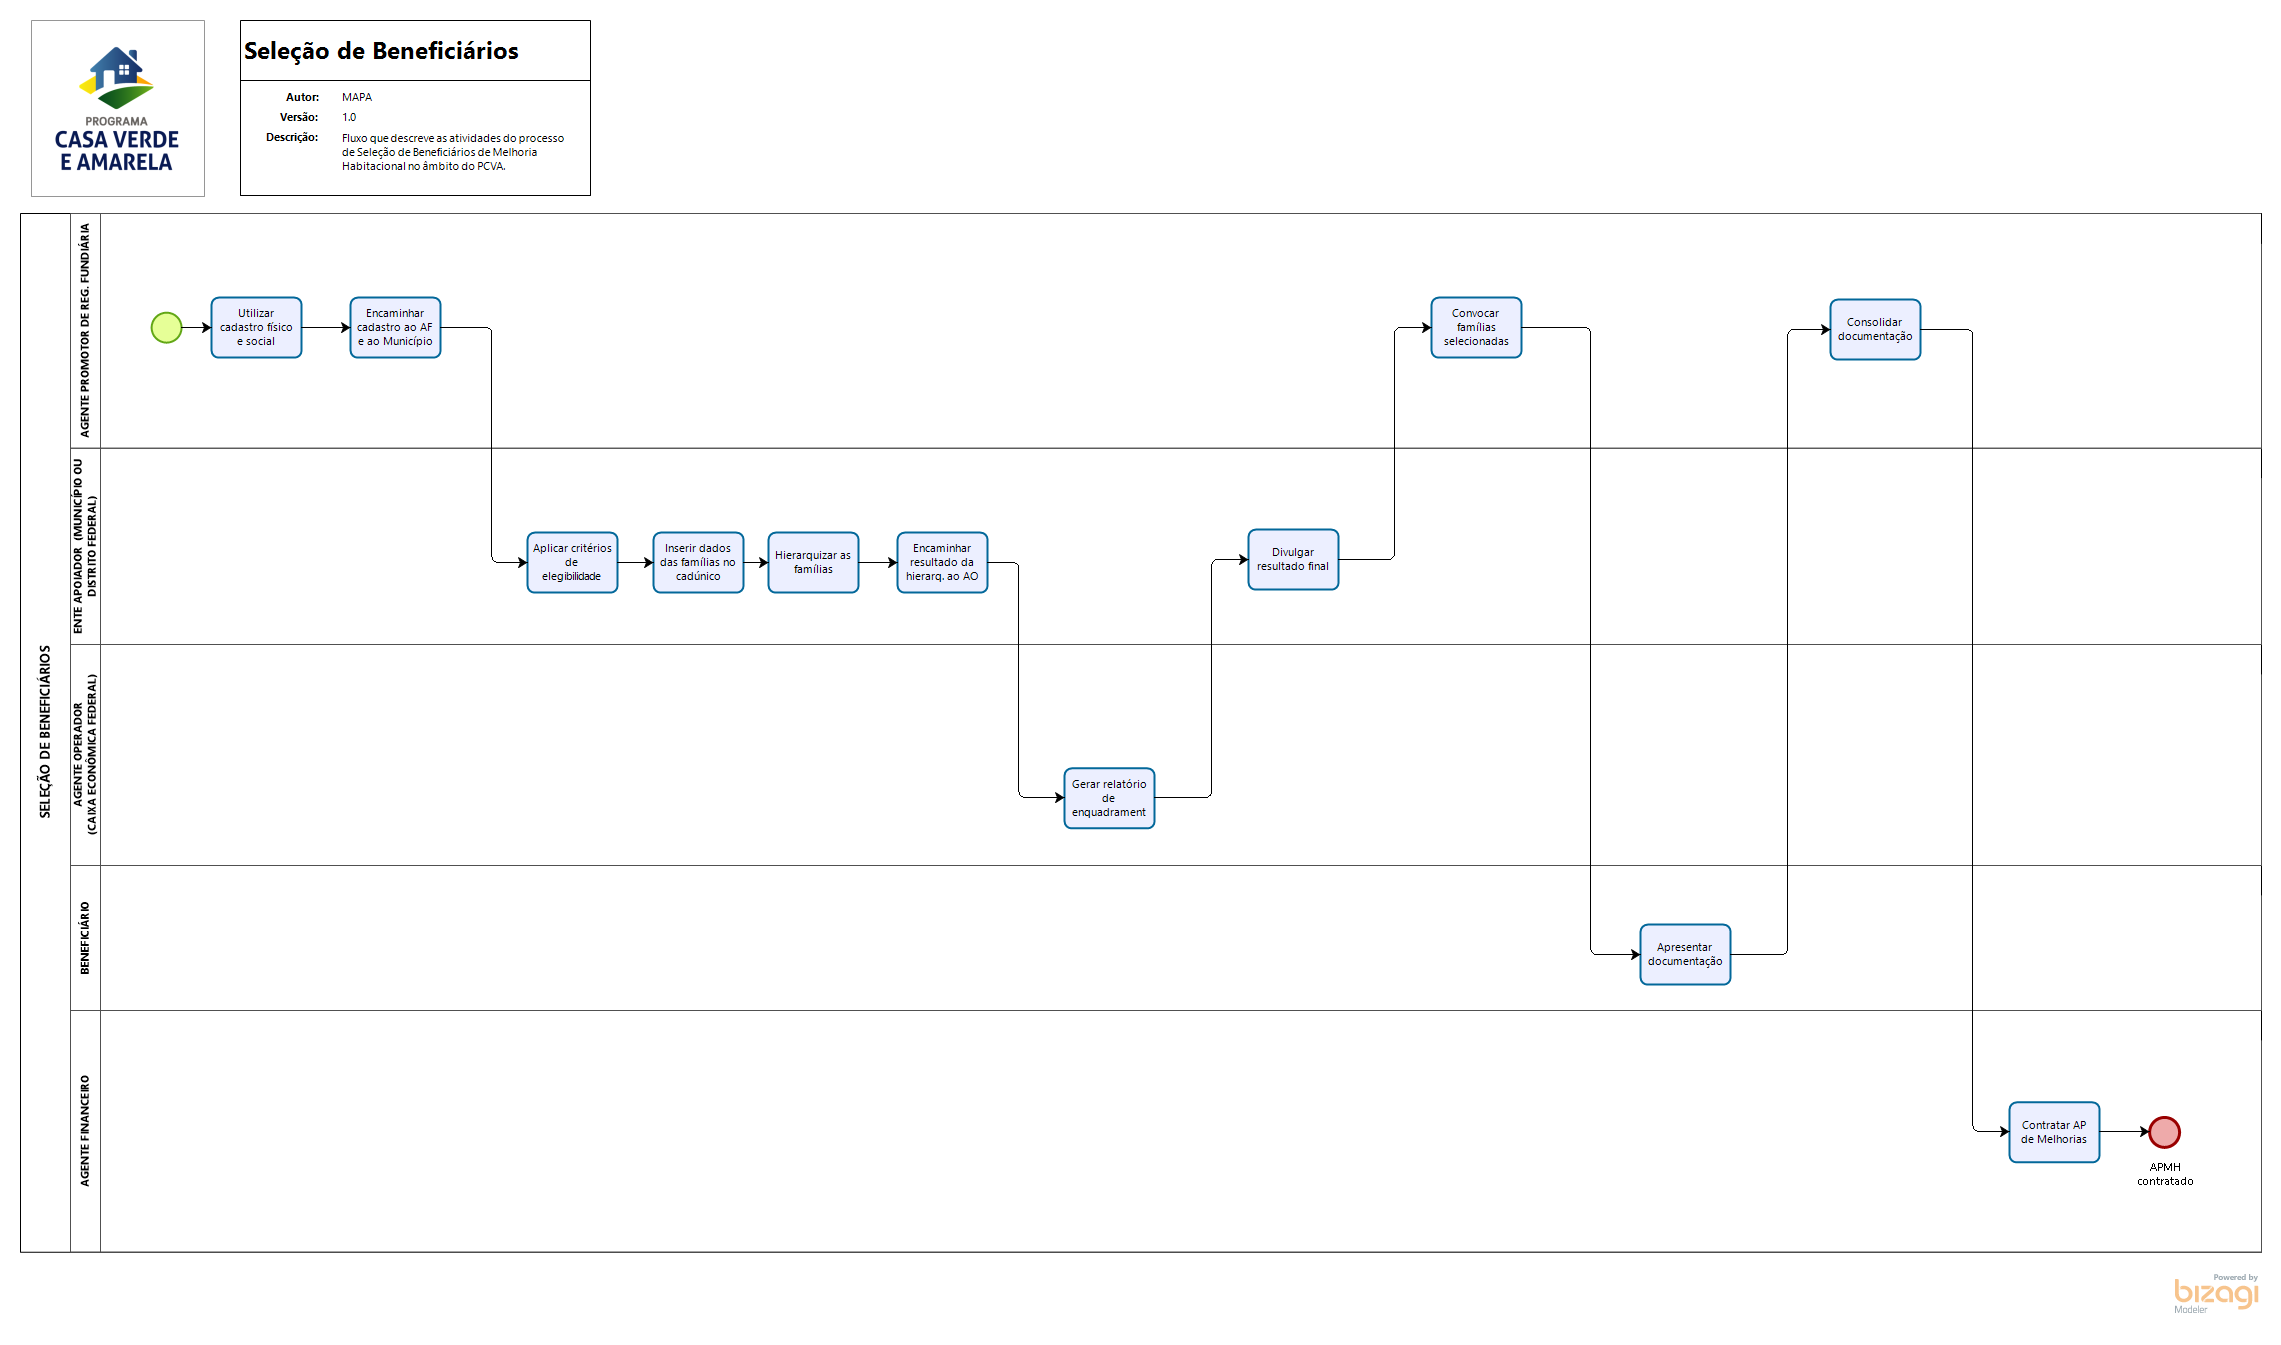 PROGRAMA
CASA VERDE
E AMARELA
Seleção de Beneficiários
Autor: MAPA
Versão: 1.0
Descrição: Fluxo que descreve as atividades do processo
de Seleção de Beneficiários de Melhoria
Habitacional no âmbito do PCVA.
SELEÇÃO DE BENEFICIÁRIOS
AGENTE PROMOTOR DE REG. FUNDIÁRIA
Utilizar
cadastro físico
e social
Encaminhar
cadastro ao AF
e ao Município
Convocar
famílias
selecionadas
Consolidar
documentação
ENTE APOIADOR (MUNICÍPIO OU
DISTRITO FEDERAL)
Aplicar critérios
de
elegibilidade
Inserir dados
das famílias no
cadúnico
Hierarquizar as
famílias
Encaminhar
resultado da
hierarq. ao AO
Divulgar
resultado final
AGENTE OPERADOR
(CAIXA ECONÔMICA FEDERAL)
Gerar relatório
de
enquadrament
BENEFICIÁRIO
Apresentar
documentação
AGENTE FINANCEIRO
Contratar AP
de Melhorias
APMH
contratado
Powered by
bizagi
Modeler